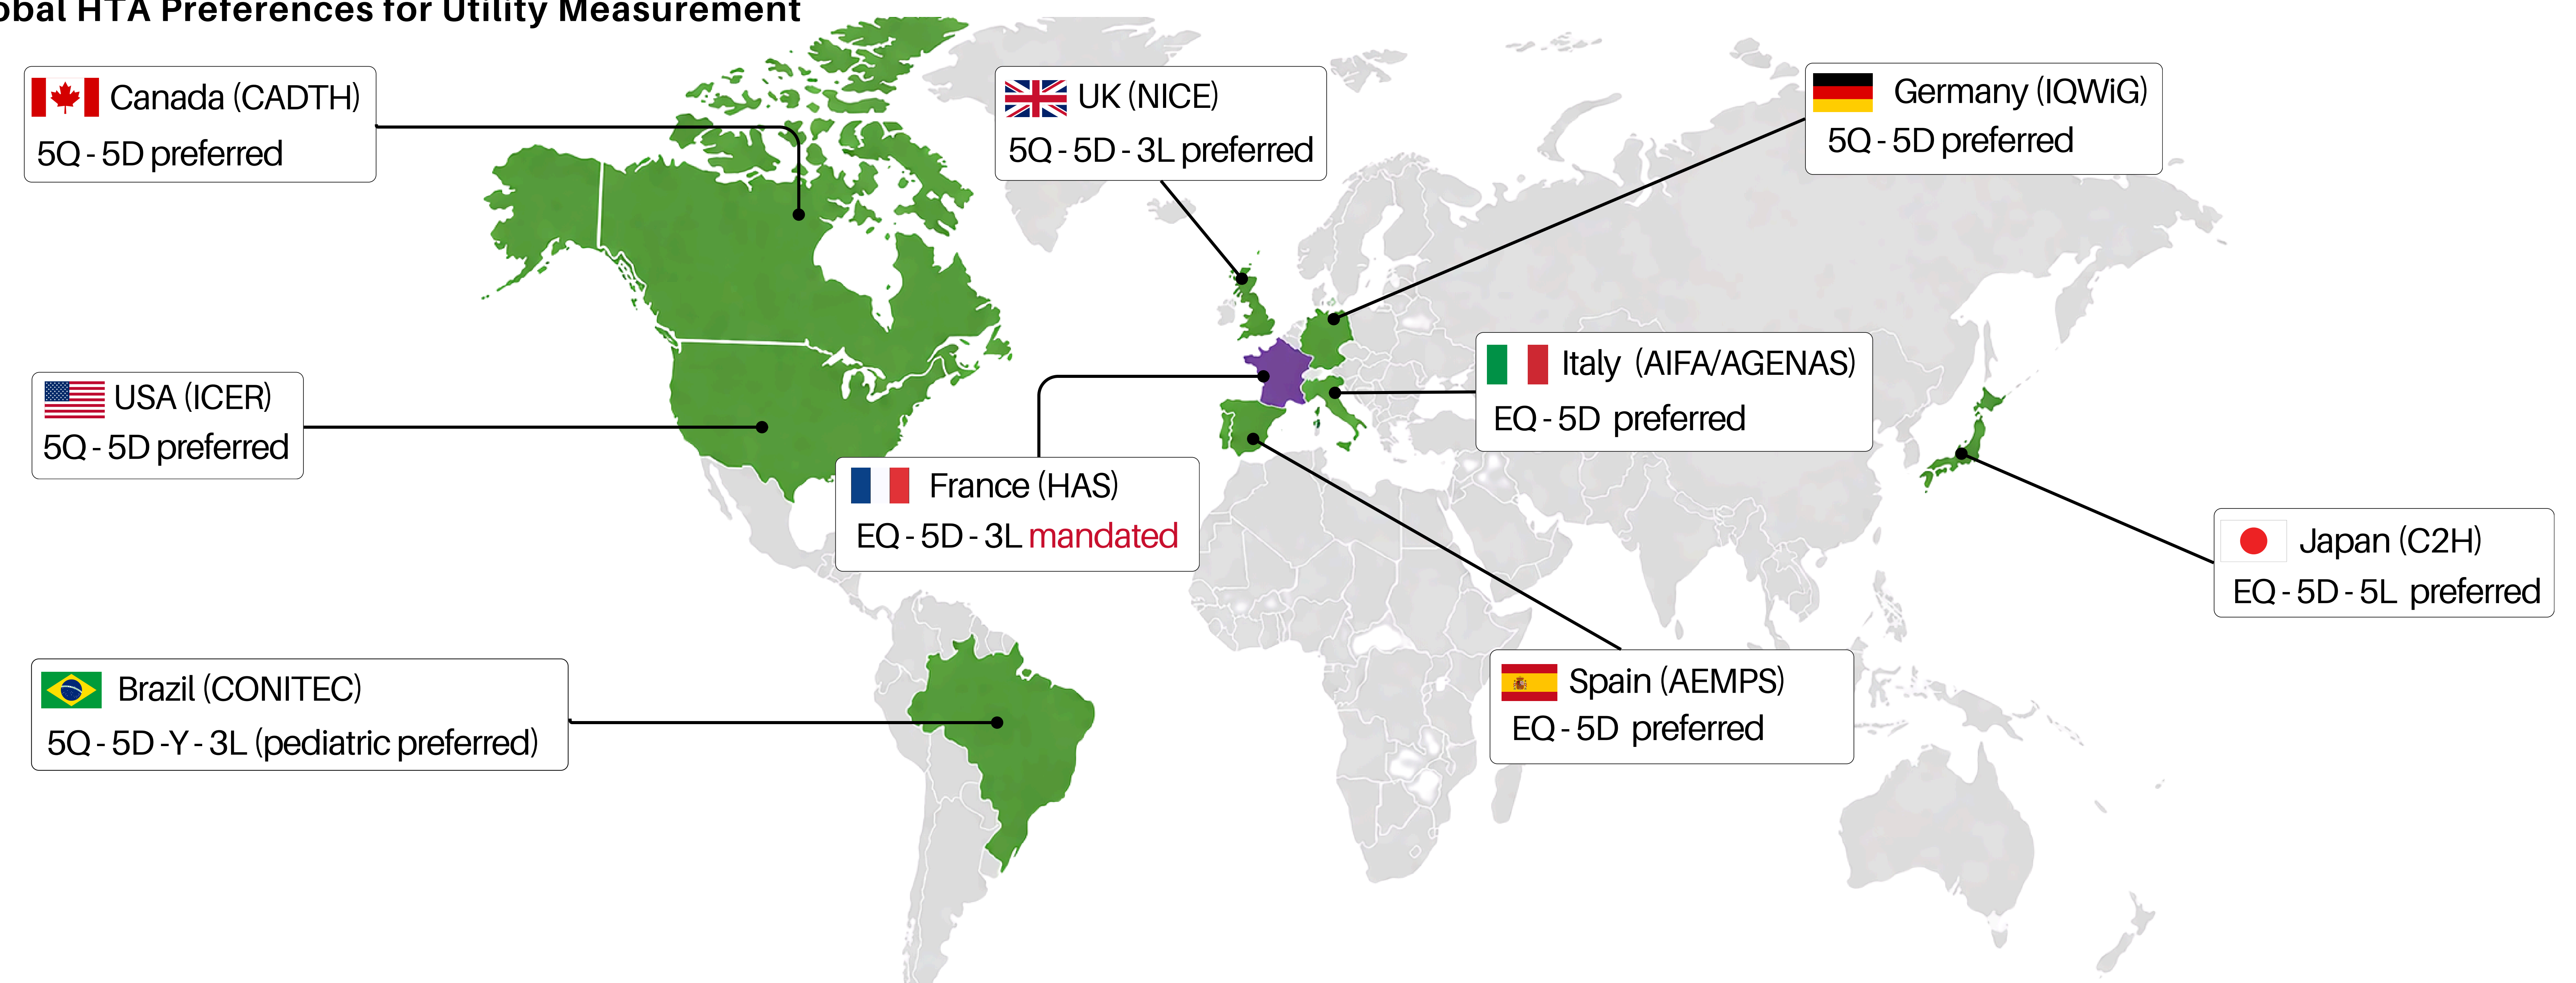 obal HTA Preferences for Utility Measurement
Canada (CADTH)
5Q - 5D preferred
UK (NICE)
5Q - 5D - 3L preferred
Germany (IQWiG)
5Q - 5D preferred
USA (ICER)
5Q - 5D preferred
Italy (AIFA/AGENAS)
EQ - 5D preferred
France (HAS)
EQ - 5D - 3L mandated
Japan (C2H)
EQ - 5D - 5L preferred
Brazil (CONITEC)
5Q - 5D -Y - 3L (pediatric preferred)
Spain (AEMPS)
EQ - 5D preferred